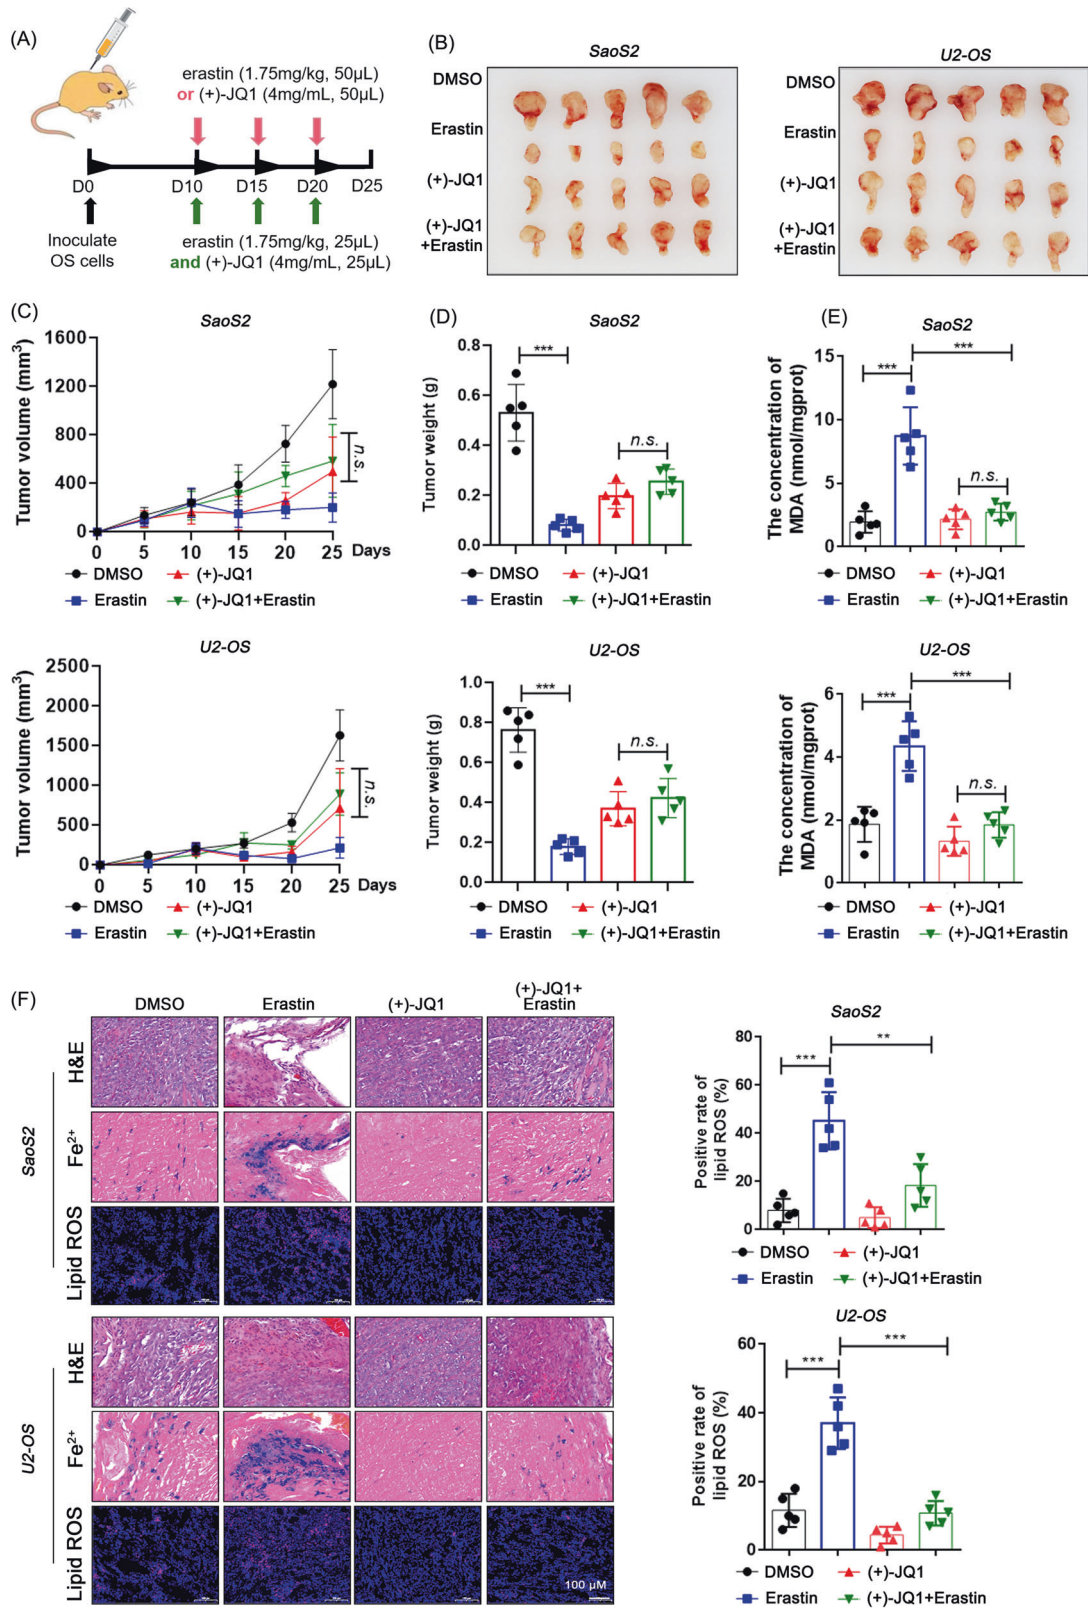 (A)
erastin (1.75mg/kg, 50μL)
or (+)-JQ1 (4mg/mL, 50μL)
D0
D10
D15
D20
D25
Inoculate
OS cells
erastin (1.75mg/kg, 25μL)
and (+)-JQ1 (4mg/mL, 25μL)
(B)
SaoS2
U2-OS
DMSO
Erastin
(+)-JQ1
(+)-JQ1
+Erastin
DMSO
Erastin
(+)-JQ1
(+)-JQ1
+Erastin
(C)
SaoS2
Tumor volume (mm³)
1600
1200
800
400
0
0 5 10 15 20 25 Days
n.s.
DMSO (+)-JQ1
Erastin (+)-JQ1+Erastin
U2-OS
Tumor volume (mm³)
2500
2000
1500
1000
500
0
0 5 10 15 20 25 Days
n.s.
DMSO (+)-JQ1
Erastin (+)-JQ1+Erastin
(D)
SaoS2
Tumor weight (g)
0.8
0.6
0.4
0.2
0.0
***
n.s.
DMSO (+)-JQ1
Erastin (+)-JQ1+Erastin
U2-OS
Tumor weight (g)
1.0
0.8
0.6
0.4
0.2
0.0
***
n.s.
DMSO (+)-JQ1
Erastin (+)-JQ1+Erastin
(E)
SaoS2
The concentration of
MDA (nmol/mgprot)
15
10
5
0
***
***
n.s.
DMSO (+)-JQ1
Erastin (+)-JQ1+Erastin
U2-OS
The concentration of
MDA (nmol/mgprot)
6
4
2
0
***
***
n.s.
DMSO (+)-JQ1
Erastin (+)-JQ1+Erastin
(F)
DMSO
Erastin
(+)-JQ1
(+)-JQ1+
Erastin
SaoS2
H&E
Fe²⁺
Lipid ROS
U2-OS
H&E
Fe²⁺
Lipid ROS
100 μM
SaoS2
Positive rate of
lipid ROS (%)
80
60
40
20
0
***
**
DMSO (+)-JQ1
Erastin (+)-JQ1+Erastin
U2-OS
Positive rate of
lipid ROS (%)
60
40
20
0
***
***
DMSO (+)-JQ1
Erastin (+)-JQ1+Erastin